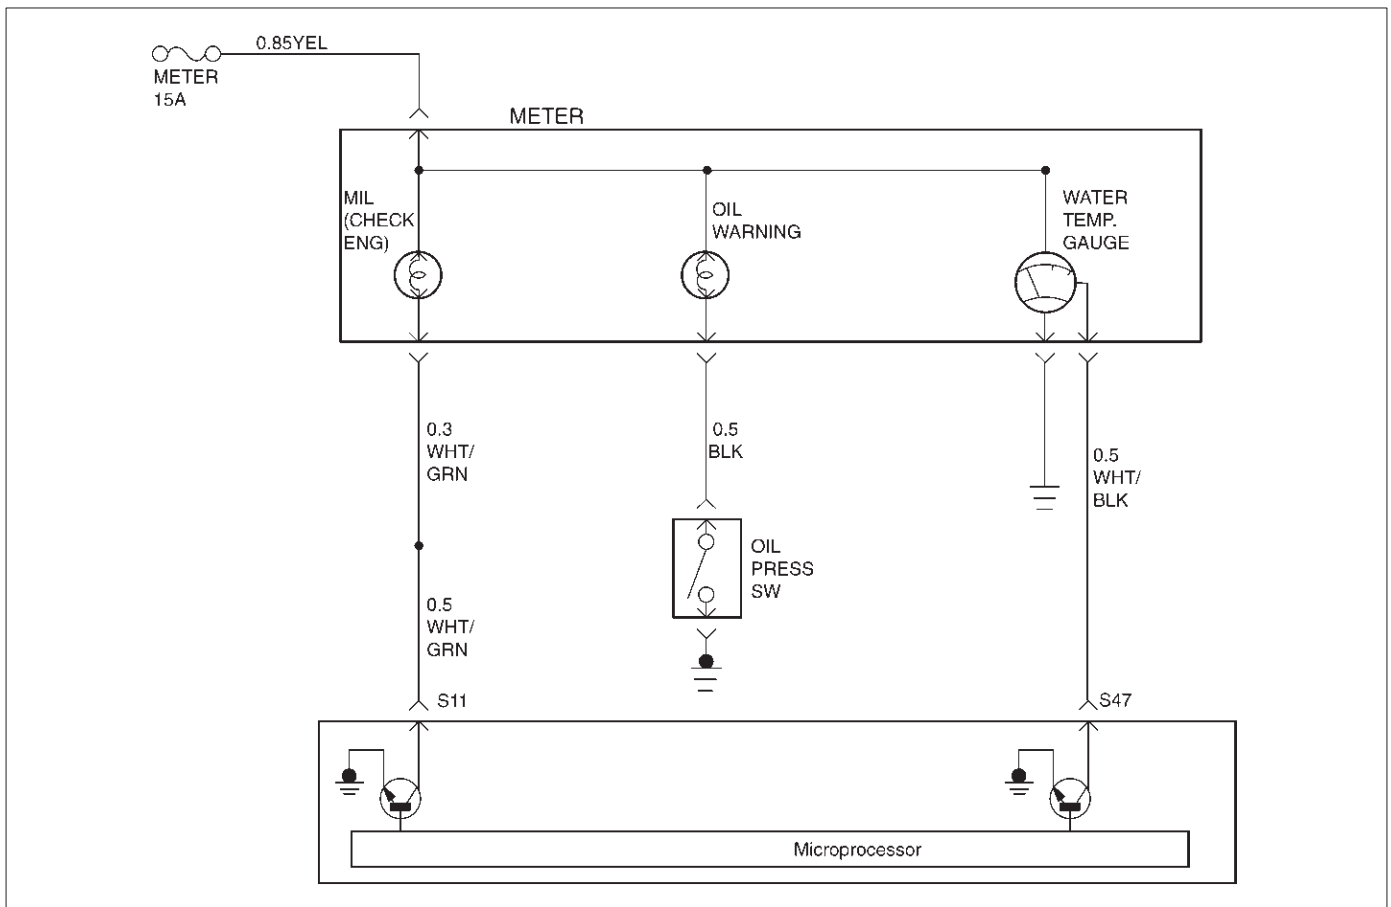 0.85YEL
METER
15A
METER
MIL
(CHECK
ENG)
OIL
WARNING
WATER
TEMP.
GAUGE
0.3
WHT/
GRN
0.5
BLK
0.5
WHT/
BLK
OIL
PRESS
SW
0.5
WHT/
GRN
S11
S47
Microprocessor